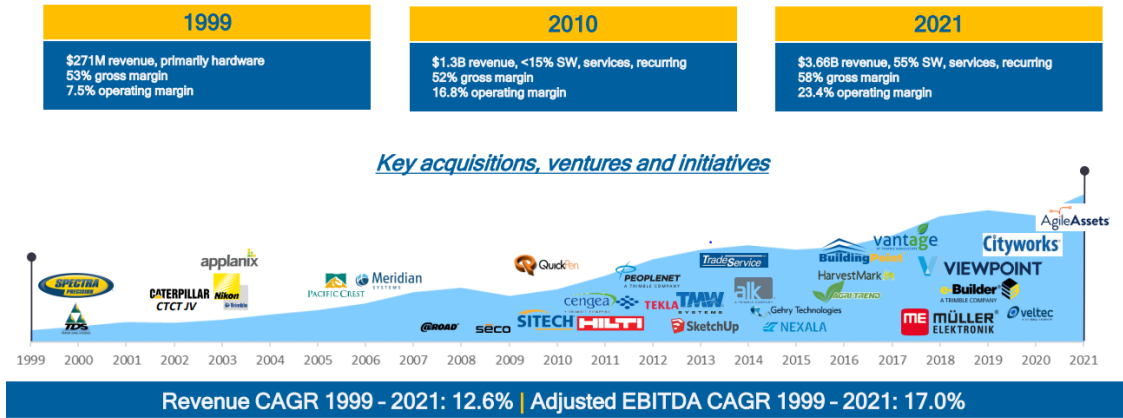 1999
$271M revenue, primarily hardware
53% gross margin
7.5% operating margin
2010
$1.3B revenue, <15% SW, services, recurring
52% gross margin
16.8% operating margin
2021
$3.66B revenue, 55% SW, services, recurring
58% gross margin
23.4% operating margin
Key acquisitions, ventures and initiatives
SPECTRA
PRECISION
TDS
applanix
CATERPILLAR
CTCT JV
Nikon
Trimble
PACIFIC CREST
Meridian
SYSTEMS
@ROAD
seco
QuickPen
SITECH
HILTI
cengea
A TRIMBLE COMPANY
PEOPLENET
A TRIMBLE COMPANY
TEKLA
TMW
SYSTEMS
SketchUp
TradeService
alk
Gehry Technologies
NEXALA
BuildingPoint
HarvestMark
AGRI TREND
vantage
ME MÜLLER
ELEKTRONIK
VIEWPOINT
e-Builder
A TRIMBLE COMPANY
Cityworks
veltec
AgileAssets
1999 2000 2001 2002 2003 2004 2005 2006 2007 2008 2009 2010 2011 2012 2013 2014 2015 2016 2017 2018 2019 2020 2021
Revenue CAGR 1999 - 2021: 12.6% | Adjusted EBITDA CAGR 1999 - 2021: 17.0%